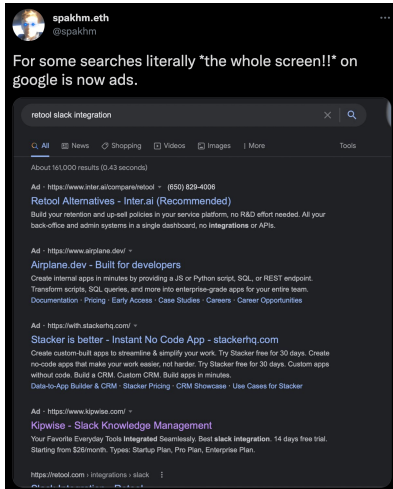 spakhm.eth
@spakhm
For some searches literally *the whole screen!!* on
google is now ads.
retool slack integration
All News Shopping Videos Images More Tools
About 161,000 results (0.43 seconds)
Ad · https://www.inter.ai/compare/retool (650) 829-4006
Retool Alternatives - Inter.ai (Recommended)
Build your retention and up-sell policies in your service platform, no R&D effort needed. All your
back-office and admin systems in a single dashboard, no integrations or APIs.
Ad · https://www.airplane.dev/
Airplane.dev - Built for developers
Create internal apps in minutes by providing a JS or Python script, SQL, or REST endpoint.
Transform scripts, SQL queries, and more into enterprise-grade apps for your entire team.
Documentation · Pricing · Early Access · Case Studies · Careers · Career Opportunities
Ad · https://with.stackerhq.com/
Stacker is better - Instant No Code App - stackerhq.com
Create custom-built apps to streamline & simplify your work. Try Stacker free for 30 days. Create
no-code apps that make your work easier, not harder. Try Stacker free for 30 days. Custom apps
without code. Build a CRM. Custom CRM. Build apps in minutes.
Data-to-App Builder & CRM · Stacker Pricing · CRM Showcase · Use Cases for Stacker
Ad · https://www.kipwise.com/
Kipwise - Slack Knowledge Management
Your Favorite Everyday Tools Integrated Seamlessly. Best slack integration. 14 days free trial.
Starting from $26/month. Types: Startup Plan, Pro Plan, Enterprise Plan.
https://retool.com › integrations › slack
Slack Integration - Retool